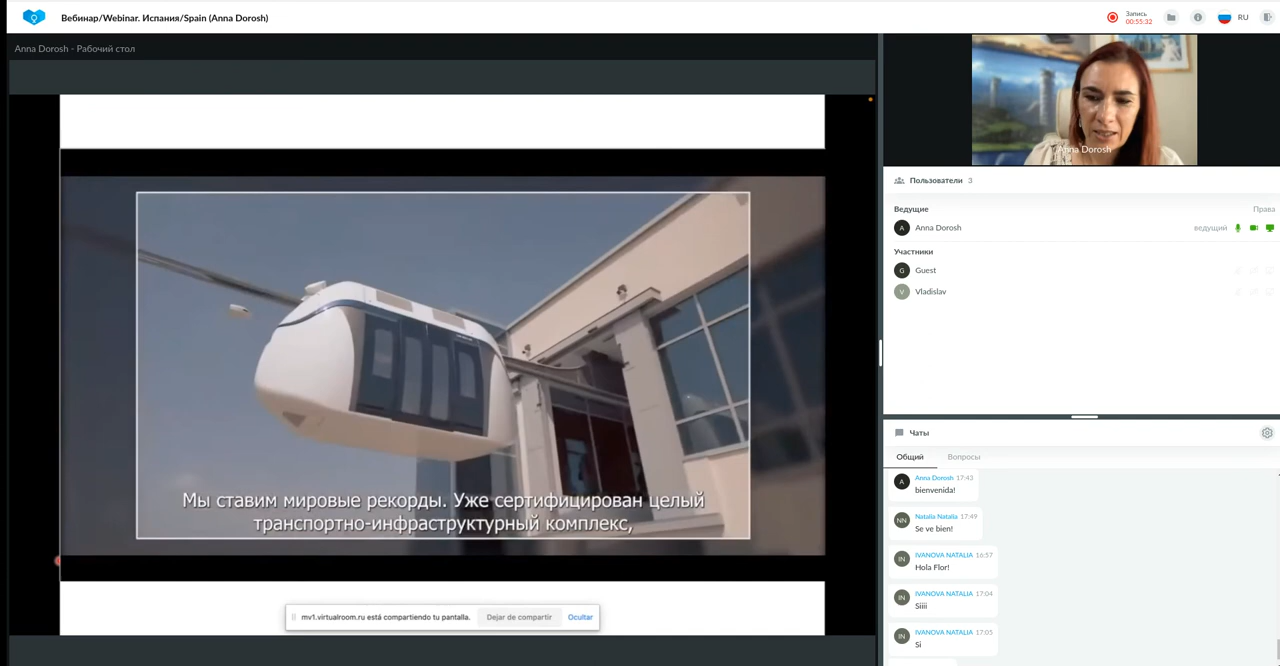 Вебинар/Webinar. Испания/Spain (Anna Dorosh)
Запись
00:55:32
RU
Anna Dorosh - Рабочий стол
Мы ставим мировые рекорды. Уже сертифицирован целый
транспортно-инфраструктурный комплекс,
mv1.virtualroom.ru está compartiendo tu pantalla.
Dejar de compartir
Ocultar
Anna Dorosh
Пользователи 3
Ведущие
Права
A
Anna Dorosh
ведущий
Участники
G
Guest
V
Vladislav
Чаты
Общий
Вопросы
A
Anna Dorosh 17:43
bienvenida!
NN
Natalia Natalia 17:49
Se ve bien!
IN
IVANOVA NATALIA 16:57
Hola Flor!
IN
IVANOVA NATALIA 17:04
Siiii
IN
IVANOVA NATALIA 17:05
Si